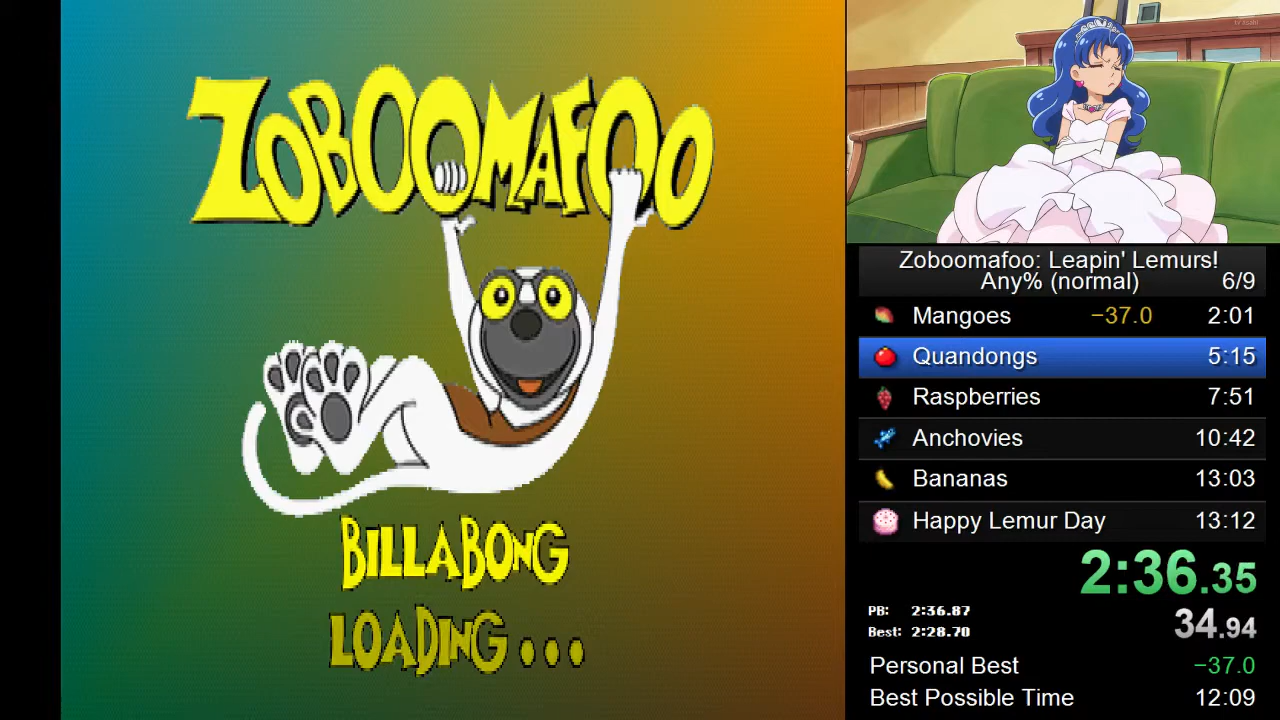 ZOBOOMAFOO
BILLABONG
LOADING...
Zoboomafoo: Leapin' Lemurs!
Any% (normal) 6/9
Mangoes −37.0 2:01
Quandongs 5:15
Raspberries 7:51
Anchovies 10:42
Bananas 13:03
Happy Lemur Day 13:12
2:36.35
PB: 2:36.87
Best: 2:28.70
34.94
Personal Best −37.0
Best Possible Time 12:09